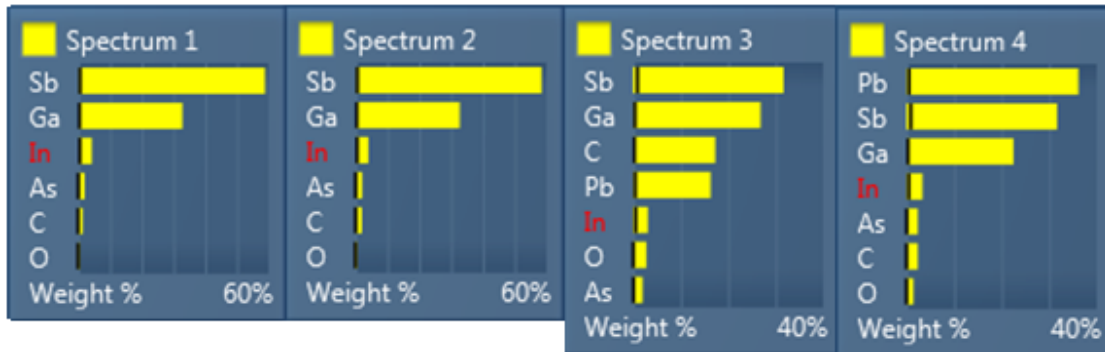 Spectrum 1
Sb
Ga
In
As
C
O
Weight % 60%
Spectrum 2
Sb
Ga
In
As
C
O
Weight % 60%
Spectrum 3
Sb
Ga
C
Pb
In
O
As
Weight % 40%
Spectrum 4
Pb
Sb
Ga
In
As
C
O
Weight % 40%